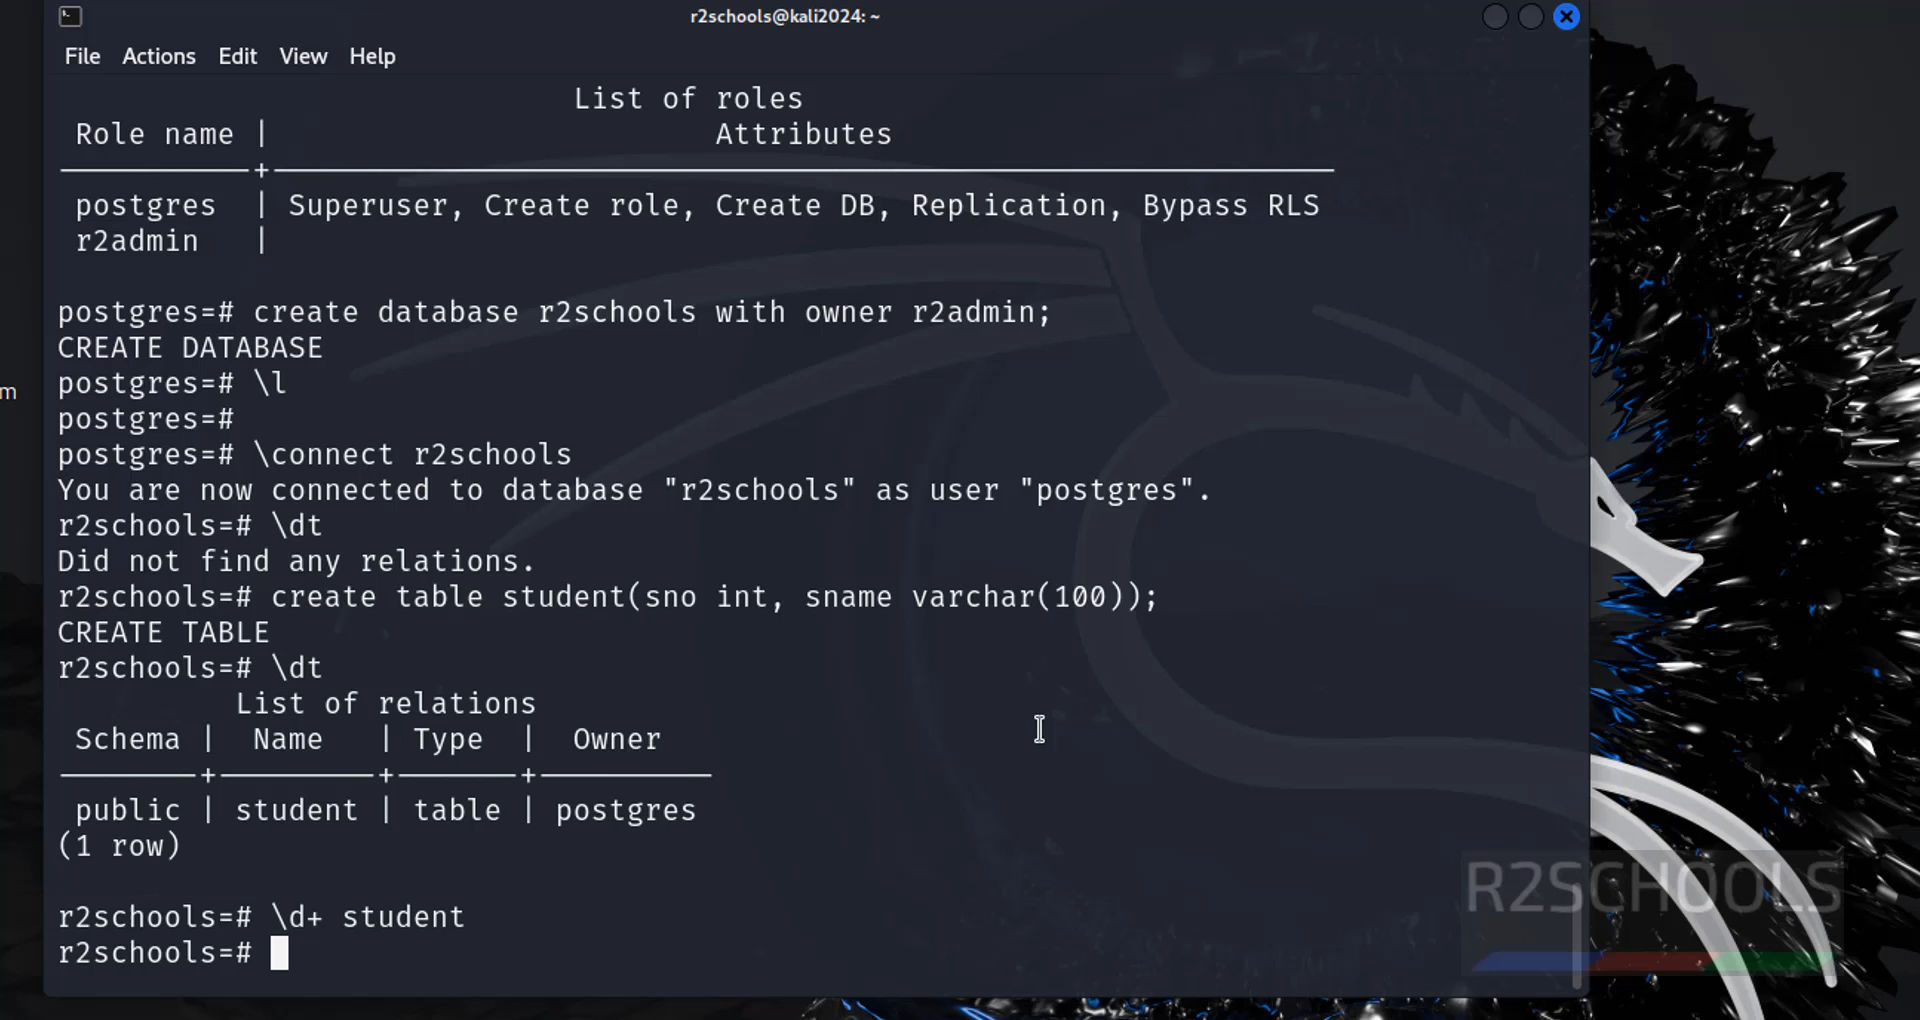 r2schools@kali2024: ~
File Actions Edit View Help
List of roles
Role name | Attributes
postgres | Superuser, Create role, Create DB, Replication, Bypass RLS
r2admin |
postgres=# create database r2schools with owner r2admin;
CREATE DATABASE
postgres=# \l
m
postgres=#
postgres=# \connect r2schools
You are now connected to database "r2schools" as user "postgres".
r2schools=# \dt
Did not find any relations.
r2schools=# create table student(sno int, sname varchar(100));
CREATE TABLE
r2schools=# \dt
List of relations
Schema | Name | Type | Owner
public | student | table | postgres
(1 row)
r2schools=# \d+ student
r2schools=#
R2SCHOOLS